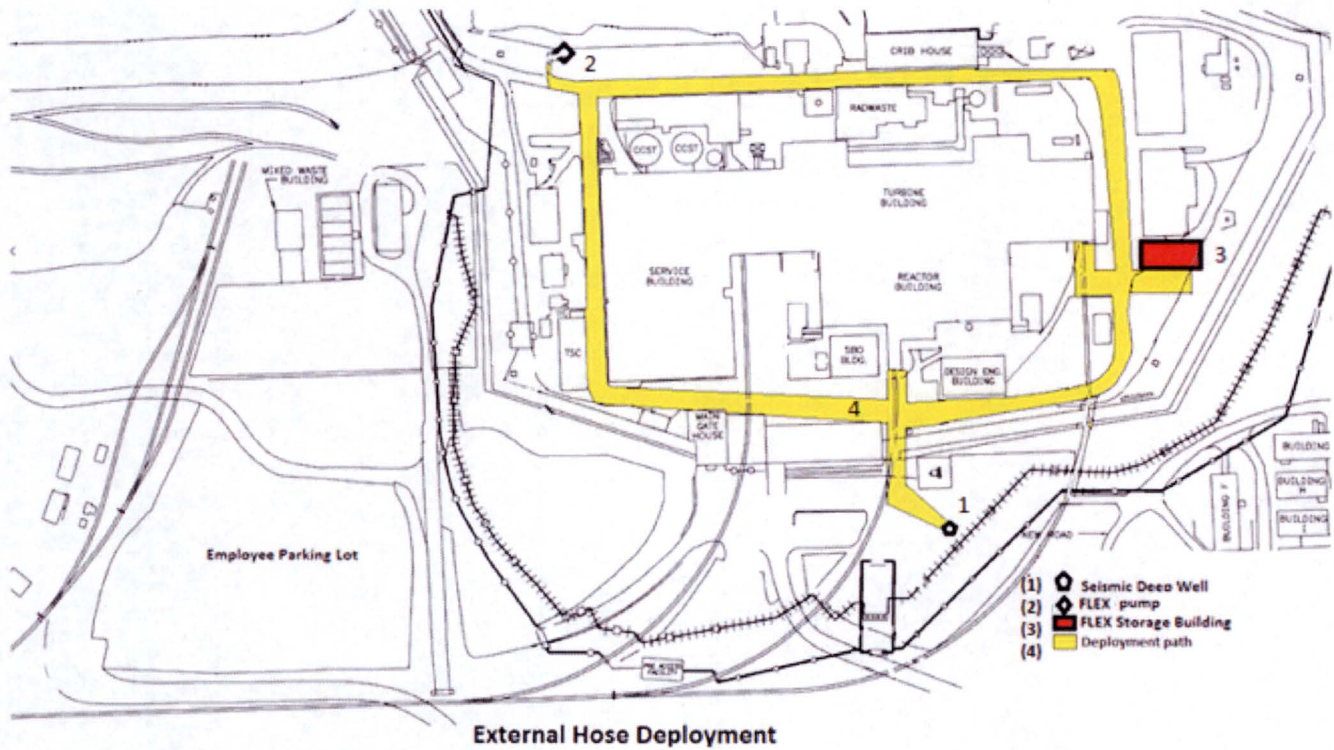 2
CRIB HOUSE
RADWASTE
CCST
CCST
MIXED WASTE
BUILDING
TURBINE
BUILDING
3
SERVICE
BUILDING
REACTOR
BUILDING
TSC
SBO
BLDG.
DESIGN ENG.
BUILDING
4
MAIN
GATE
HOUSE
BUILDING
BUILDING
H
BUILDING
I
BUILDING F
1
NEW ROAD
Employee Parking Lot
(1) Seismic Deep Well
(2) FLEX pump
(3) FLEX Storage Building
(4) Deployment path
External Hose Deployment